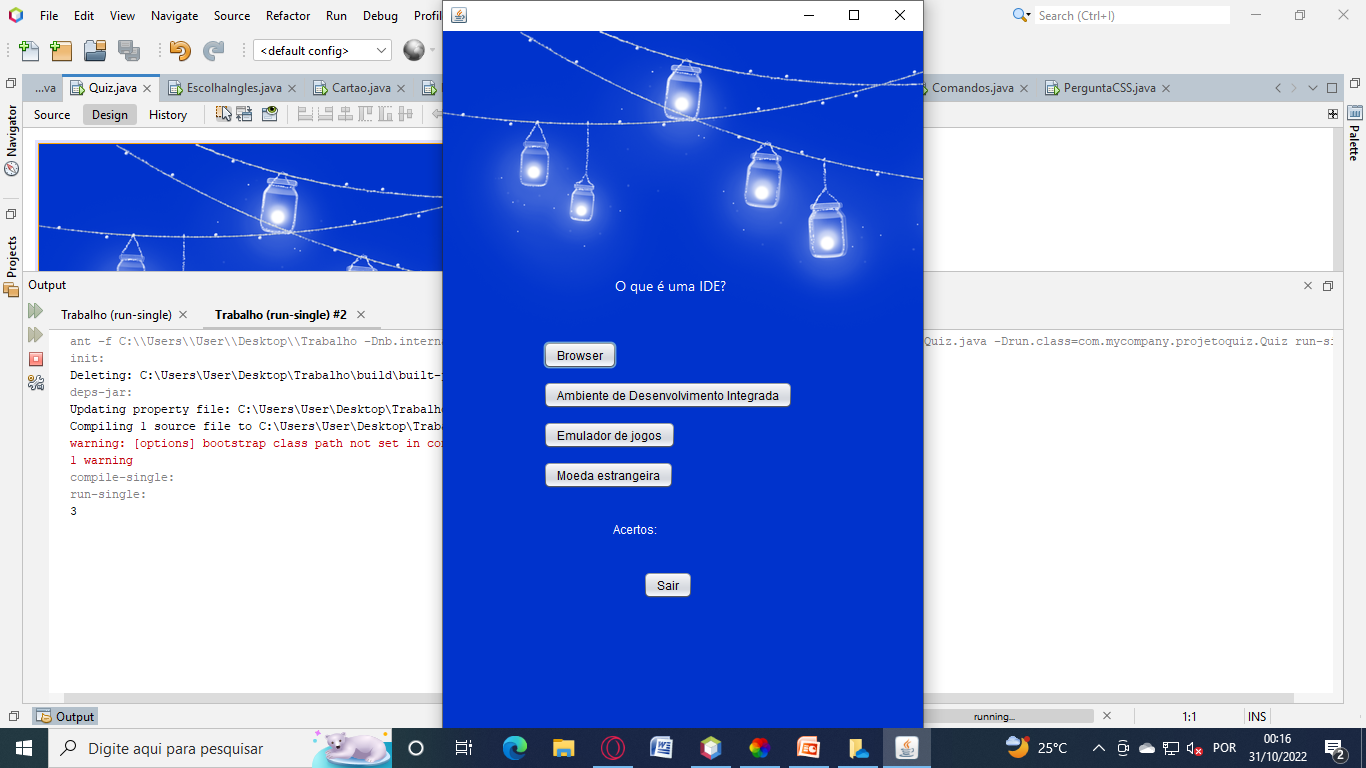 File Edit View Navigate Source Refactor Run Debug Profil
Search (Ctrl+I)
<default config>
...va Quiz.java EscolhaIngles.java Cartao.java Comandos.java PerguntaCSS.java
Source Design History
Navigator
Projects
Palette
O que é uma IDE?
Browser
Ambiente de Desenvolvimento Integrada
Emulador de jogos
Moeda estrangeira
Acertos:
Sair
Output
Trabalho (run-single) Trabalho (run-single) #2
ant -f C:\\Users\\User\\Desktop\\Trabalho -Dnb.interna Quiz.java -Drun.class=com.mycompany.projetoquiz.Quiz run-si
init:
Deleting: C:\Users\User\Desktop\Trabalho\build\built-
deps-jar:
Updating property file: C:\Users\User\Desktop\Trabalho
Compiling 1 source file to C:\Users\User\Desktop\Traba
warning: [options] bootstrap class path not set in con
1 warning
compile-single:
run-single:
3
Output
running...
1:1
INS
Digite aqui para pesquisar
25°C
POR
00:16
31/10/2022
2